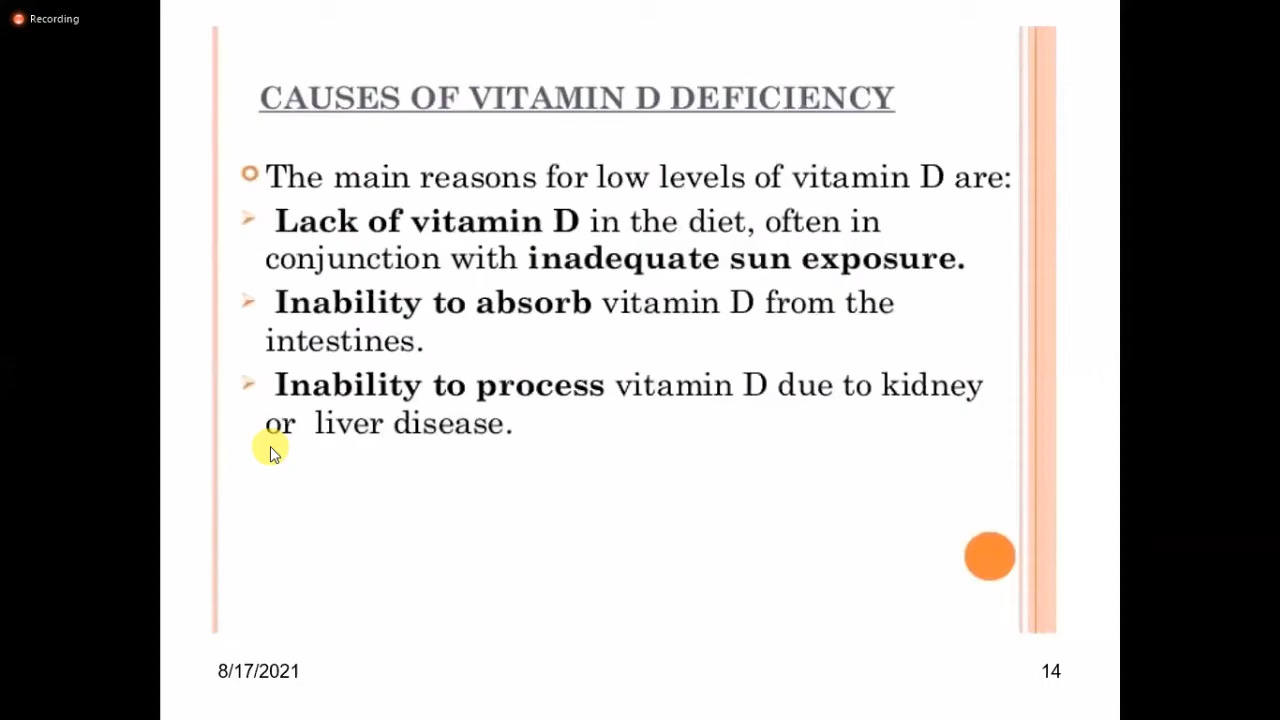 Recording
CAUSES OF VITAMIN D DEFICIENCY
The main reasons for low levels of vitamin D are:
Lack of vitamin D in the diet, often in
conjunction with inadequate sun exposure.
Inability to absorb vitamin D from the
intestines.
Inability to process vitamin D due to kidney
or liver disease.
8/17/2021
14